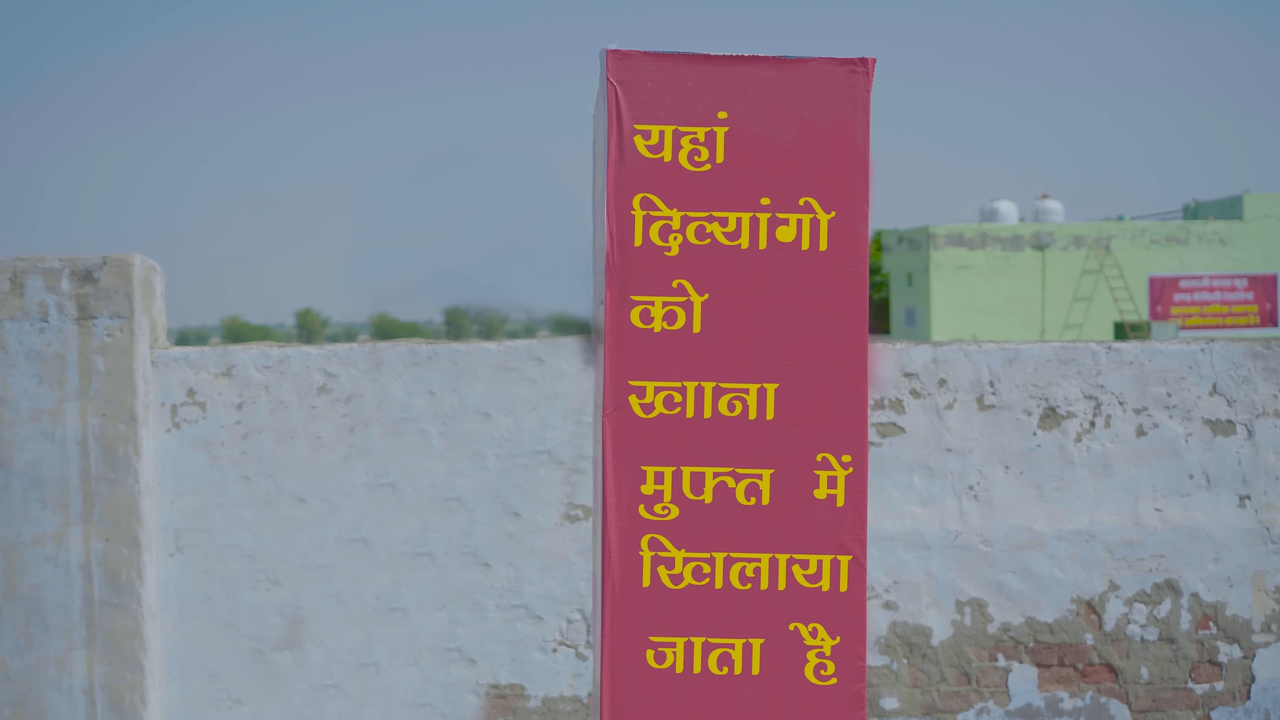 यहां
दिव्यांगो
को
खाना
मुफ्त में
खिलाया
जाता है